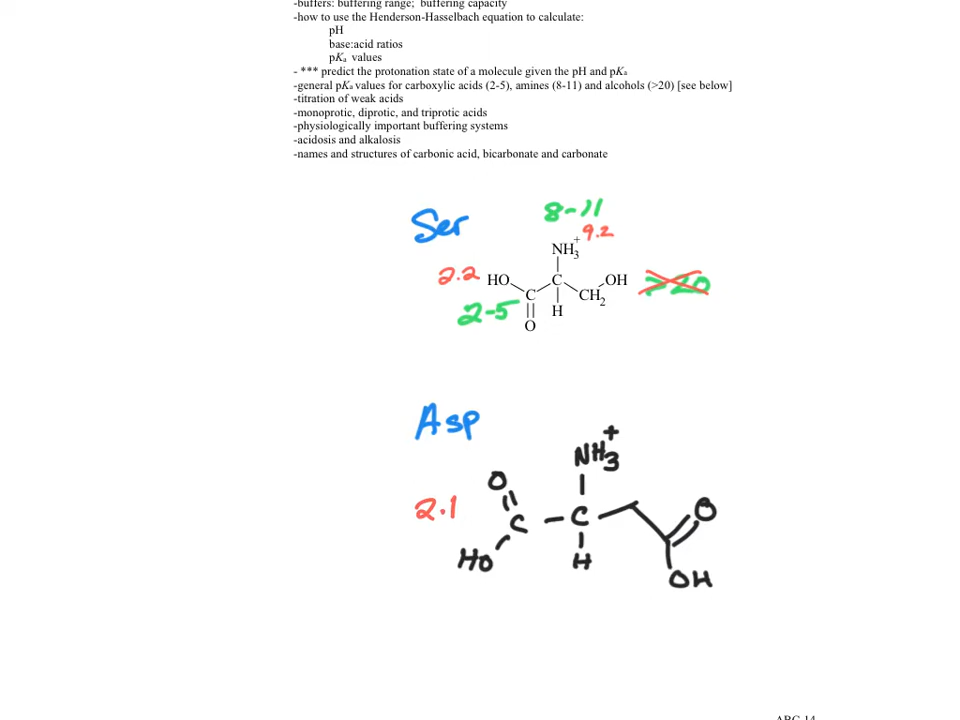 -buffers: buffering range; buffering capacity
-how to use the Henderson-Hasselbach equation to calculate:
pH
base:acid ratios
pKa values
- *** predict the protonation state of a molecule given the pH and pKa
-general pKa values for carboxylic acids (2-5), amines (8-11) and alcohols (>20) [see below]
-titration of weak acids
-monoprotic, diprotic, and triprotic acids
-physiologically important buffering systems
-acidosis and alkalosis
-names and structures of carbonic acid, bicarbonate and carbonate
Ser
8-11
9.2
NH3+
2.2 HO C OH >20
2-5 C CH2
H
O
Asp
NH3+
O
2.1 C C O
HO H
OH
ABC-14